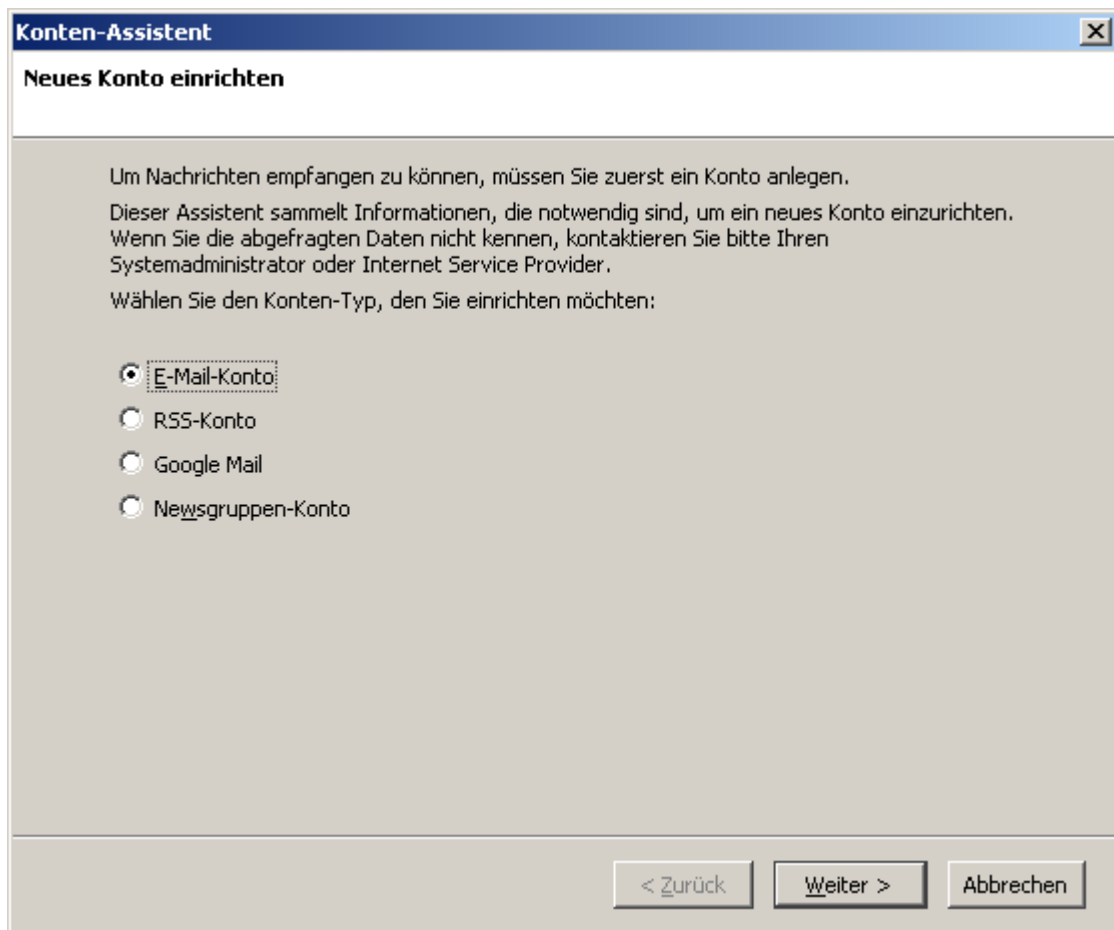 Konten-Assistent
Neues Konto einrichten
Um Nachrichten empfangen zu können, müssen Sie zuerst ein Konto anlegen.
Dieser Assistent sammelt Informationen, die notwendig sind, um ein neues Konto einzurichten.
Wenn Sie die abgefragten Daten nicht kennen, kontaktieren Sie bitte Ihren
Systemadministrator oder Internet Service Provider.
Wählen Sie den Konten-Typ, den Sie einrichten möchten:
E-Mail-Konto
RSS-Konto
Google Mail
Newsgruppen-Konto
< Zurück
Weiter >
Abbrechen